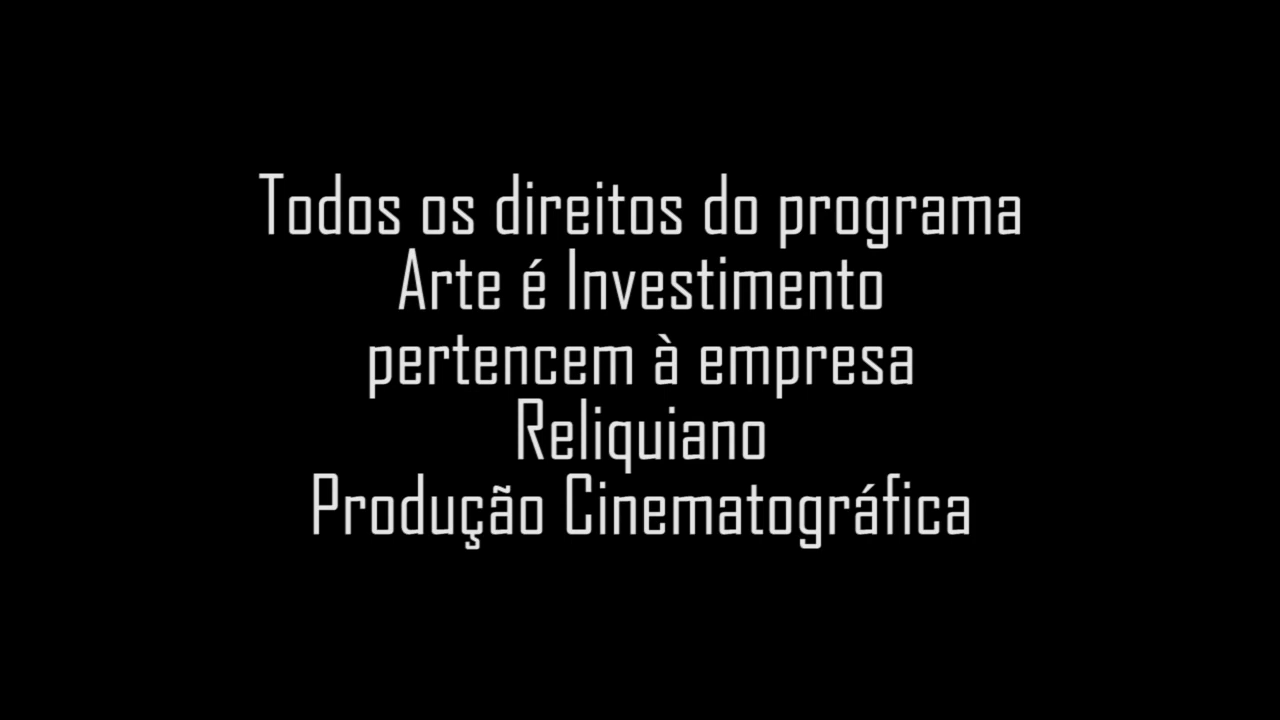 Todos os direitos do programa
Arte é Investimento
pertencem à empresa
Reliquiano
Produção Cinematográfica